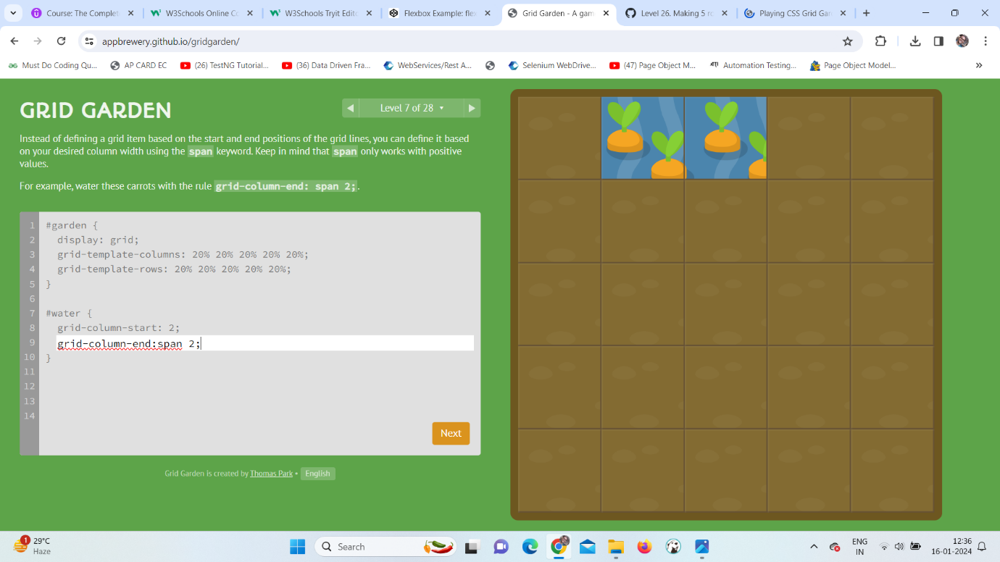 Course: The Complet
W3Schools Online Co
W3Schools Tryit Edito
Flexbox Example: flex
Grid Garden - A gam
Level 26. Making 5 ro
Playing CSS Grid Gar
appbrewery.github.io/gridgarden/
Must Do Coding Qu...
AP CARD EC
(26) TestNG Tutorial...
(36) Data Driven Fra...
WebServices/Rest A...
Selenium WebDrive...
(47) Page Object M...
Automation Testing...
Page Object Model...
GRID GARDEN
Level 7 of 28
Instead of defining a grid item based on the start and end positions of the grid lines, you can define it based
on your desired column width using the span keyword. Keep in mind that span only works with positive
values.
For example, water these carrots with the rule grid-column-end: span 2;.
1 #garden {
2 display: grid;
3 grid-template-columns: 20% 20% 20% 20% 20%;
4 grid-template-rows: 20% 20% 20% 20% 20%;
5 }
6
7 #water {
8 grid-column-start: 2;
9 grid-column-end:span 2;
10 }
11
12
13
14
Next
Grid Garden is created by Thomas Park • English
1
29°C
Haze
Search
ENG
IN
12:36
16-01-2024